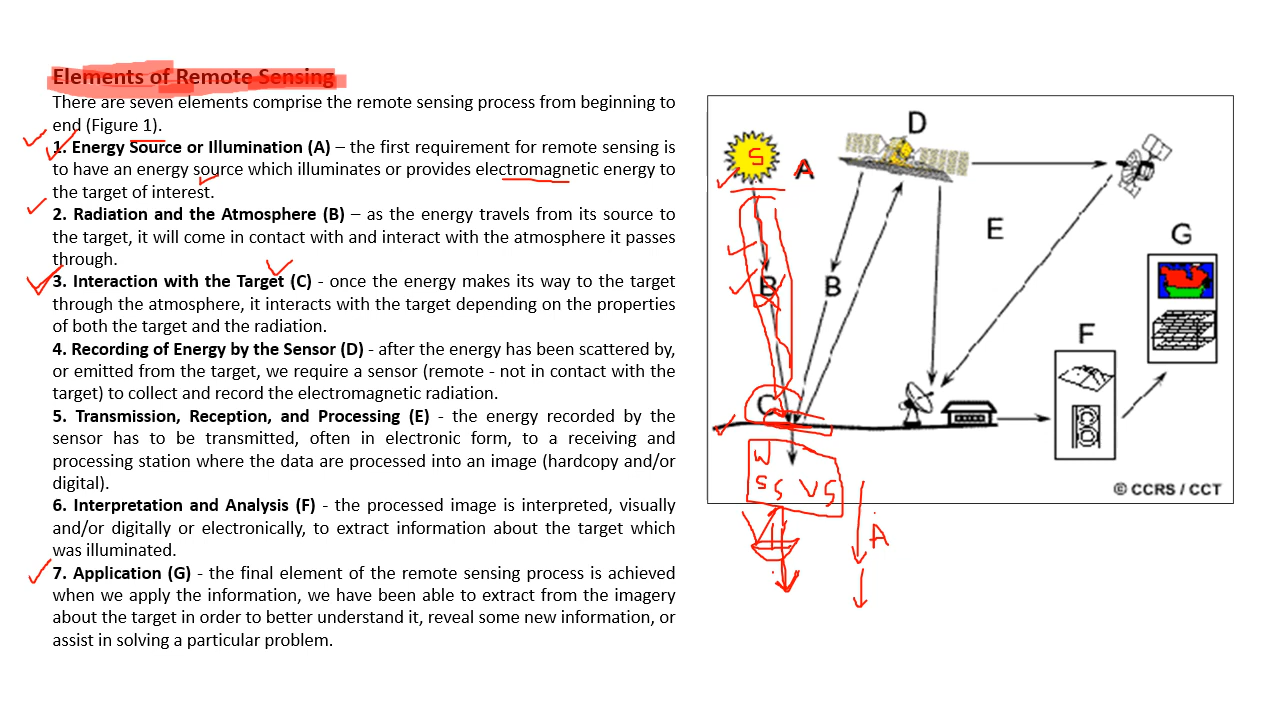 Elements of Remote Sensing
There are seven elements comprise the remote sensing process from beginning to
end (Figure 1).
1. Energy Source or Illumination (A) – the first requirement for remote sensing is
to have an energy source which illuminates or provides electromagnetic energy to
the target of interest.
2. Radiation and the Atmosphere (B) – as the energy travels from its source to
the target, it will come in contact with and interact with the atmosphere it passes
through.
3. Interaction with the Target (C) - once the energy makes its way to the target
through the atmosphere, it interacts with the target depending on the properties
of both the target and the radiation.
4. Recording of Energy by the Sensor (D) - after the energy has been scattered by,
or emitted from the target, we require a sensor (remote - not in contact with the
target) to collect and record the electromagnetic radiation.
5. Transmission, Reception, and Processing (E) - the energy recorded by the
sensor has to be transmitted, often in electronic form, to a receiving and
processing station where the data are processed into an image (hardcopy and/or
digital).
6. Interpretation and Analysis (F) - the processed image is interpreted, visually
and/or digitally or electronically, to extract information about the target which
was illuminated.
7. Application (G) - the final element of the remote sensing process is achieved
when we apply the information, we have been able to extract from the imagery
about the target in order to better understand it, reveal some new information, or
assist in solving a particular problem.
D
S
A
E
G
B
B
F
C
W
S S V S
© CCRS / CCT
A